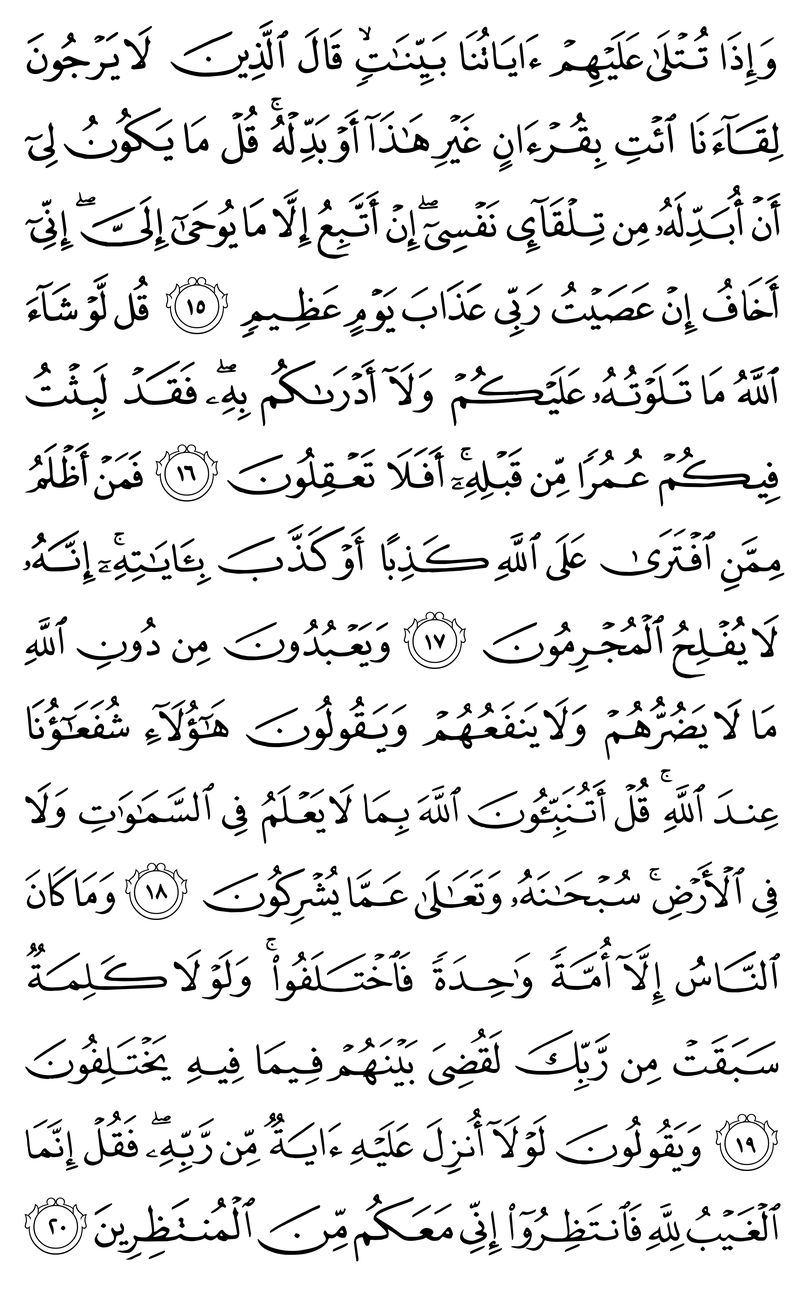 وَإِذَا تُتْلَىٰ عَلَيْهِمْ ءَايَاتُنَا بَيِّنَٰتٍۙ قَالَ ٱلَّذِينَ لَا يَرْجُونَ
لِقَآءَنَا ٱئْتِ بِقُرْءَانٍ غَيْرِ هَٰذَآ أَوْ بَدِّلْهُۚ قُلْ مَا يَكُونُ لِىٓ
أَنْ أُبَدِّلَهُۥ مِن تِلْقَآئِ نَفْسِىٓۖ إِنْ أَتَّبِعُ إِلَّا مَا يُوحَىٰٓ إِلَىَّۖ إِنِّىٓ
أَخَافُ إِنْ عَصَيْتُ رَبِّى عَذَابَ يَوْمٍ عَظِيمٍ ١٥ قُل لَّوْ شَآءَ
ٱللَّهُ مَا تَلَوْتُهُۥ عَلَيْكُمْ وَلَآ أَدْرَىٰكُم بِهِۦۖ فَقَدْ لَبِثْتُ
فِيكُمْ عُمُرًا مِّن قَبْلِهِۦٓۚ أَفَلَا تَعْقِلُونَ ١٦ فَمَنْ أَظْلَمُ
مِمَّنِ ٱفْتَرَىٰ عَلَى ٱللَّهِ كَذِبًا أَوْ كَذَّبَ بِـَٔايَٰتِهِۦٓۚ إِنَّهُۥ
لَا يُفْلِحُ ٱلْمُجْرِمُونَ ١٧ وَيَعْبُدُونَ مِن دُونِ ٱللَّهِ
مَا لَا يَضُرُّهُمْ وَلَا يَنفَعُهُمْ وَيَقُولُونَ هَٰٓؤُلَآءِ شُفَعَٰٓؤُنَا
عِندَ ٱللَّهِۚ قُلْ أَتُنَبِّـُٔونَ ٱللَّهَ بِمَا لَا يَعْلَمُ فِى ٱلسَّمَٰوَٰتِ وَلَا
فِى ٱلْأَرْضِۚ سُبْحَٰنَهُۥ وَتَعَٰلَىٰ عَمَّا يُشْرِكُونَ ١٨ وَمَا كَانَ
ٱلنَّاسُ إِلَّآ أُمَّةً وَٰحِدَةً فَٱخْتَلَفُوا۟ۚ وَلَوْلَا كَلِمَةٌ
سَبَقَتْ مِن رَّبِّكَ لَقُضِىَ بَيْنَهُمْ فِيمَا فِيهِ يَخْتَلِفُونَ
١٩ وَيَقُولُونَ لَوْلَآ أُنزِلَ عَلَيْهِ ءَايَةٌ مِّن رَّبِّهِۦۖ فَقُلْ إِنَّمَا
ٱلْغَيْبُ لِلَّهِ فَٱنتَظِرُوٓا۟ إِنِّى مَعَكُم مِّنَ ٱلْمُنتَظِرِينَ ٢٠